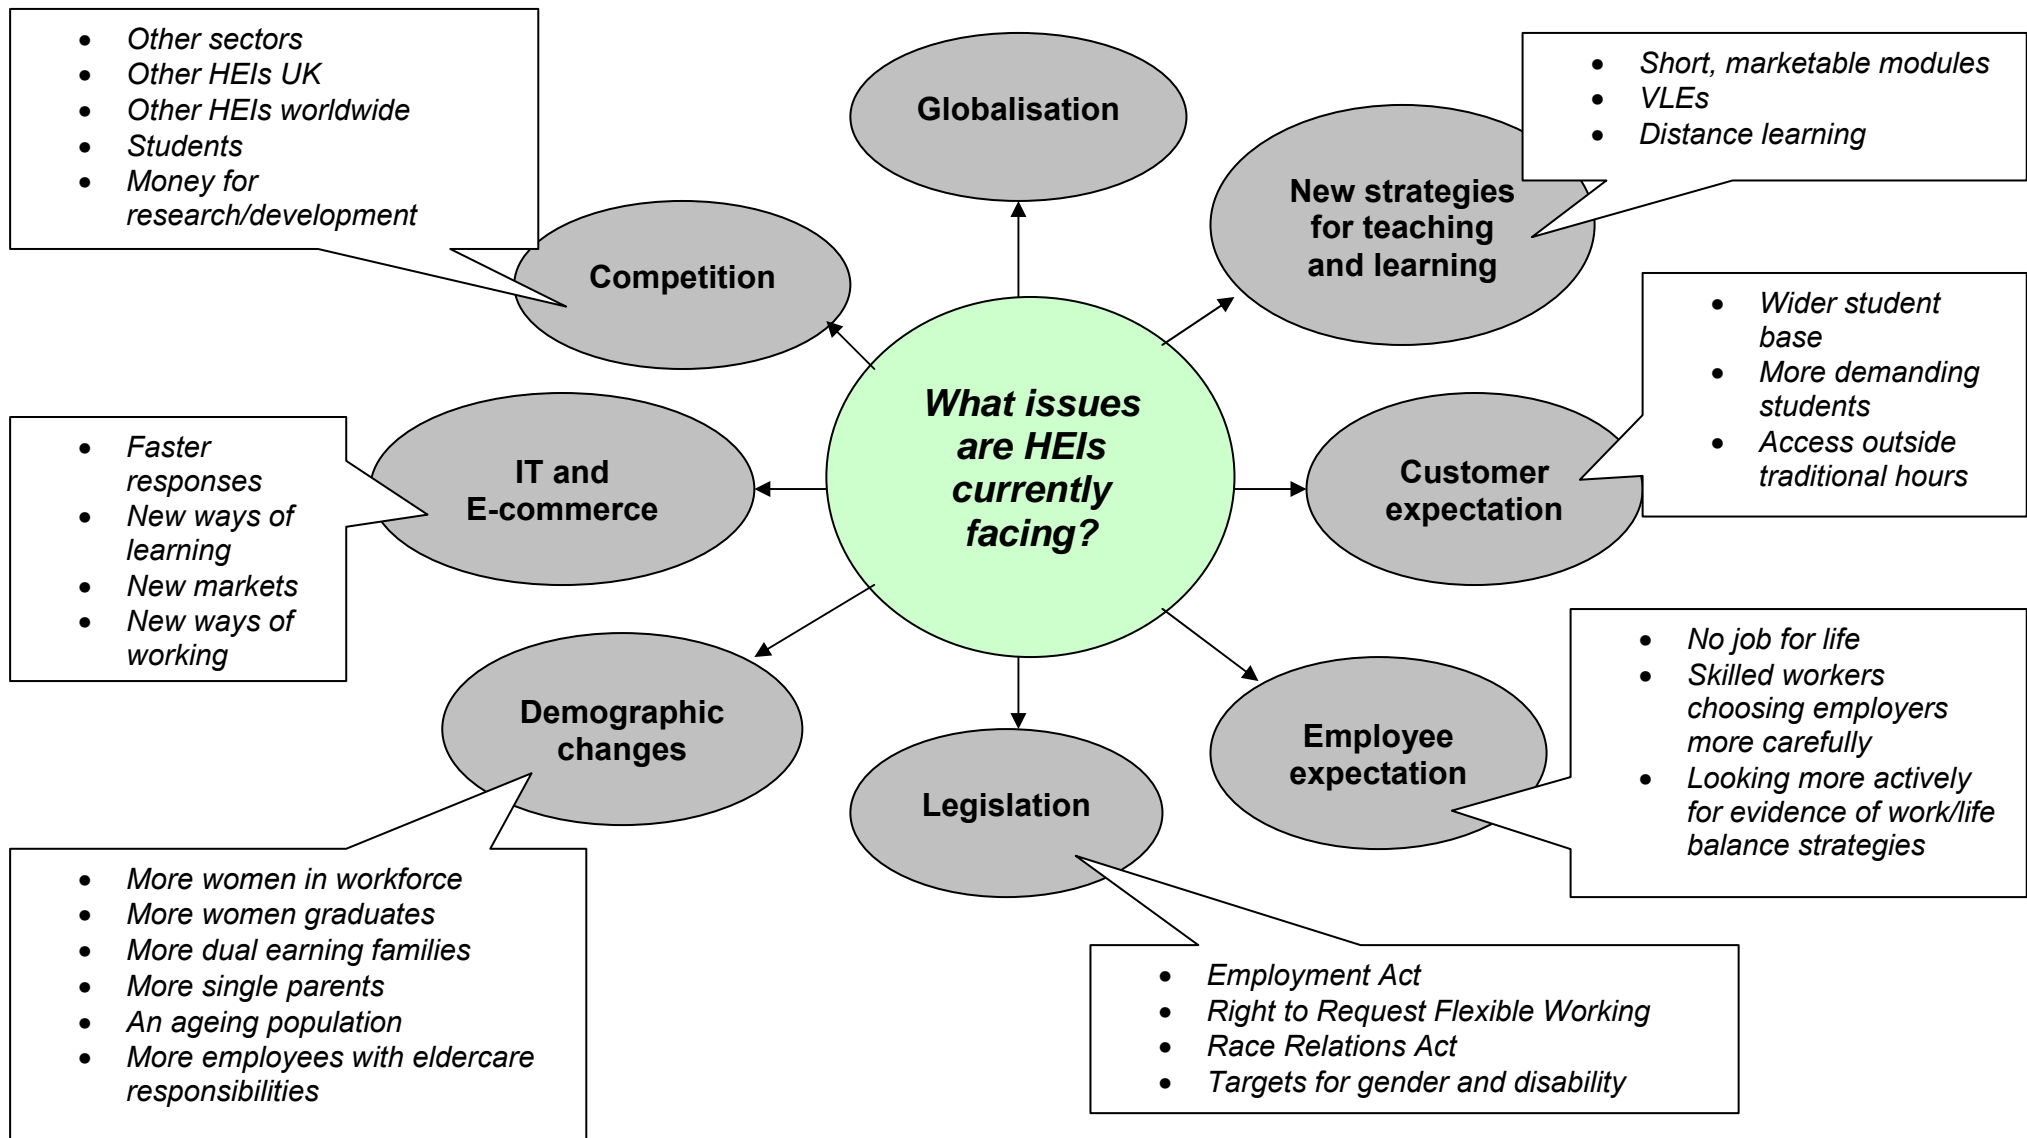 • Other sectors
• Other HEIs UK
• Other HEIs worldwide
• Students
• Money for
research/development
Globalisation
• Short, marketable modules
• VLEs
• Distance learning
New strategies
for teaching
and learning
Competition
• Wider student
base
• More demanding
students
• Access outside
traditional hours
What issues
are HEIs
currently
facing?
• Faster
responses
• New ways of
learning
• New markets
• New ways of
working
IT and
E-commerce
Customer
expectation
• No job for life
• Skilled workers
choosing employers
more carefully
• Looking more actively
for evidence of work/life
balance strategies
Demographic
changes
Employee
expectation
Legislation
• More women in workforce
• More women graduates
• More dual earning families
• More single parents
• An ageing population
• More employees with eldercare
responsibilities
• Employment Act
• Right to Request Flexible Working
• Race Relations Act
• Targets for gender and disability